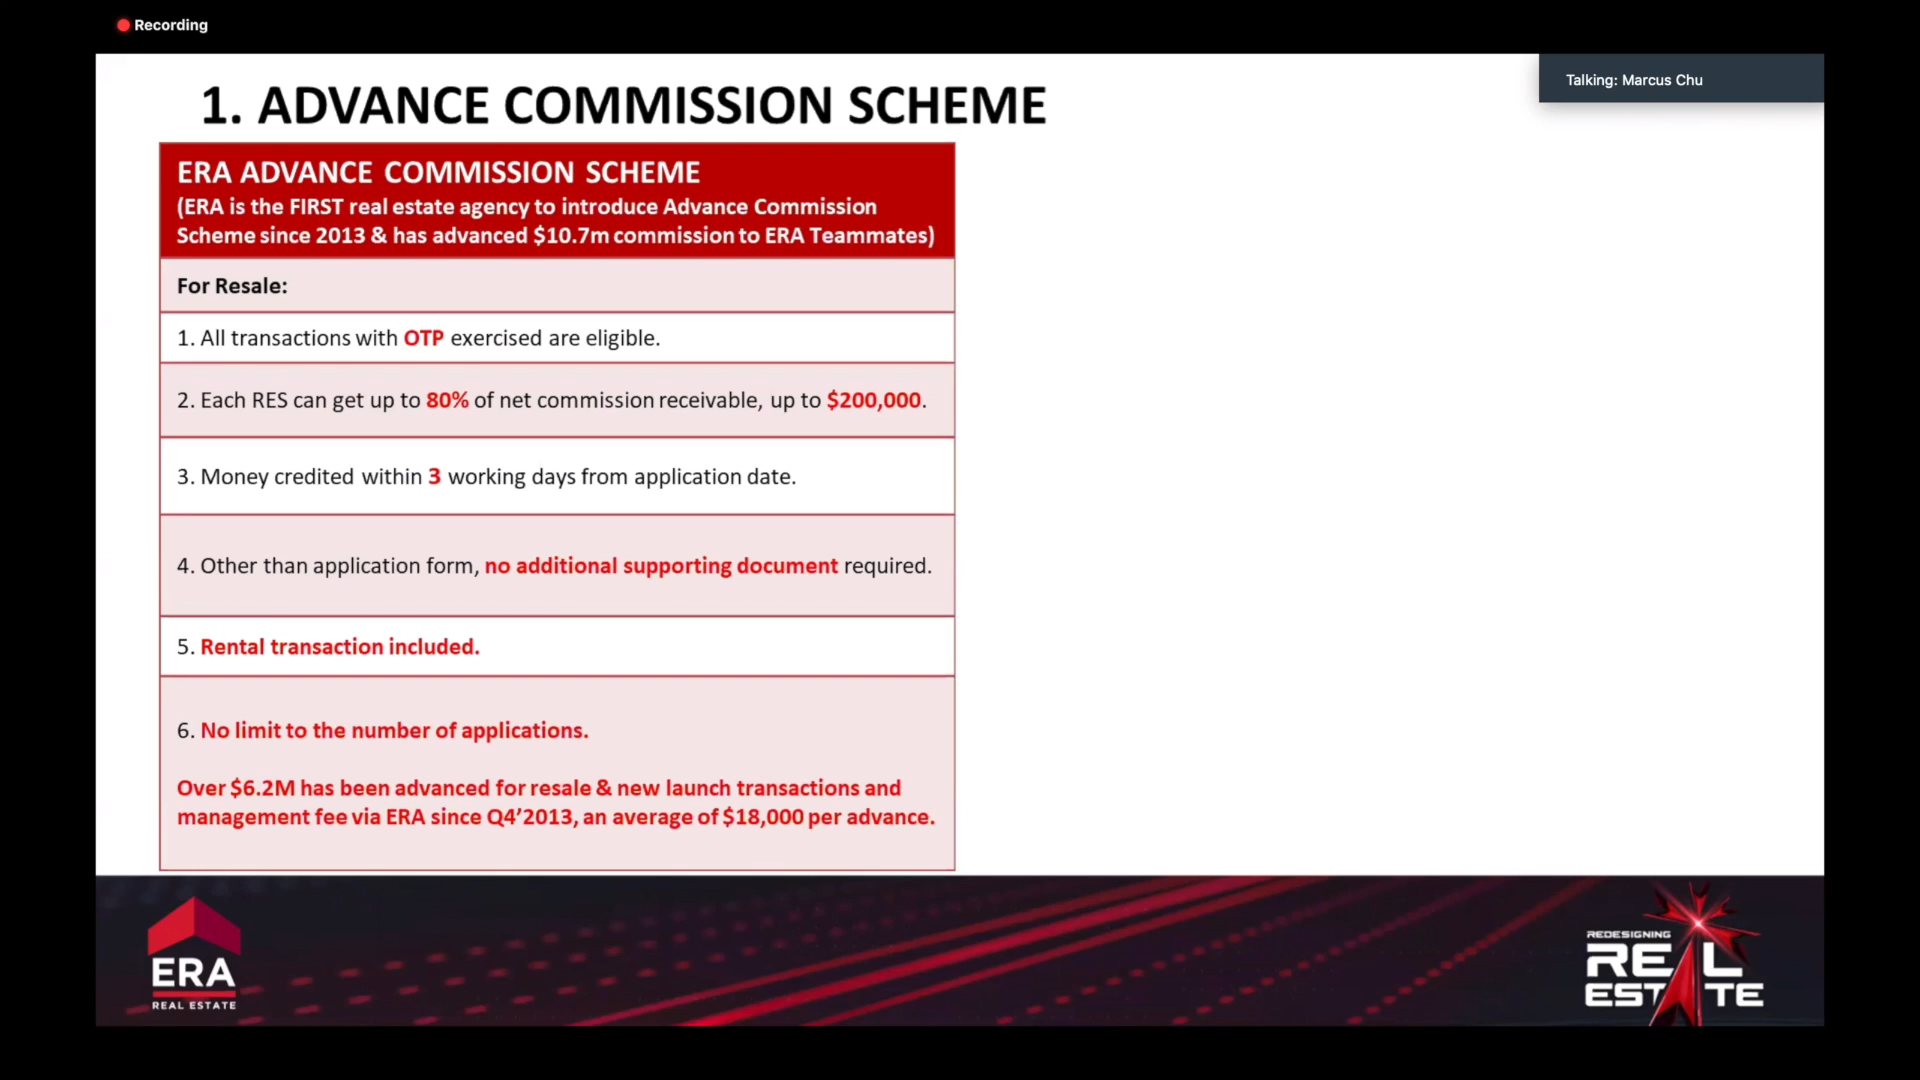 Recording
Talking: Marcus Chu
1. ADVANCE COMMISSION SCHEME
ERA ADVANCE COMMISSION SCHEME
(ERA is the FIRST real estate agency to introduce Advance Commission
Scheme since 2013 & has advanced $10.7m commission to ERA Teammates)
For Resale:
1. All transactions with OTP exercised are eligible.
2. Each RES can get up to 80% of net commission receivable, up to $200,000.
3. Money credited within 3 working days from application date.
4. Other than application form, no additional supporting document required.
5. Rental transaction included.
6. No limit to the number of applications.
Over $6.2M has been advanced for resale & new launch transactions and
management fee via ERA since Q4’2013, an average of $18,000 per advance.
ERA
REAL ESTATE
REDESIGNING
REAL
ESTATE